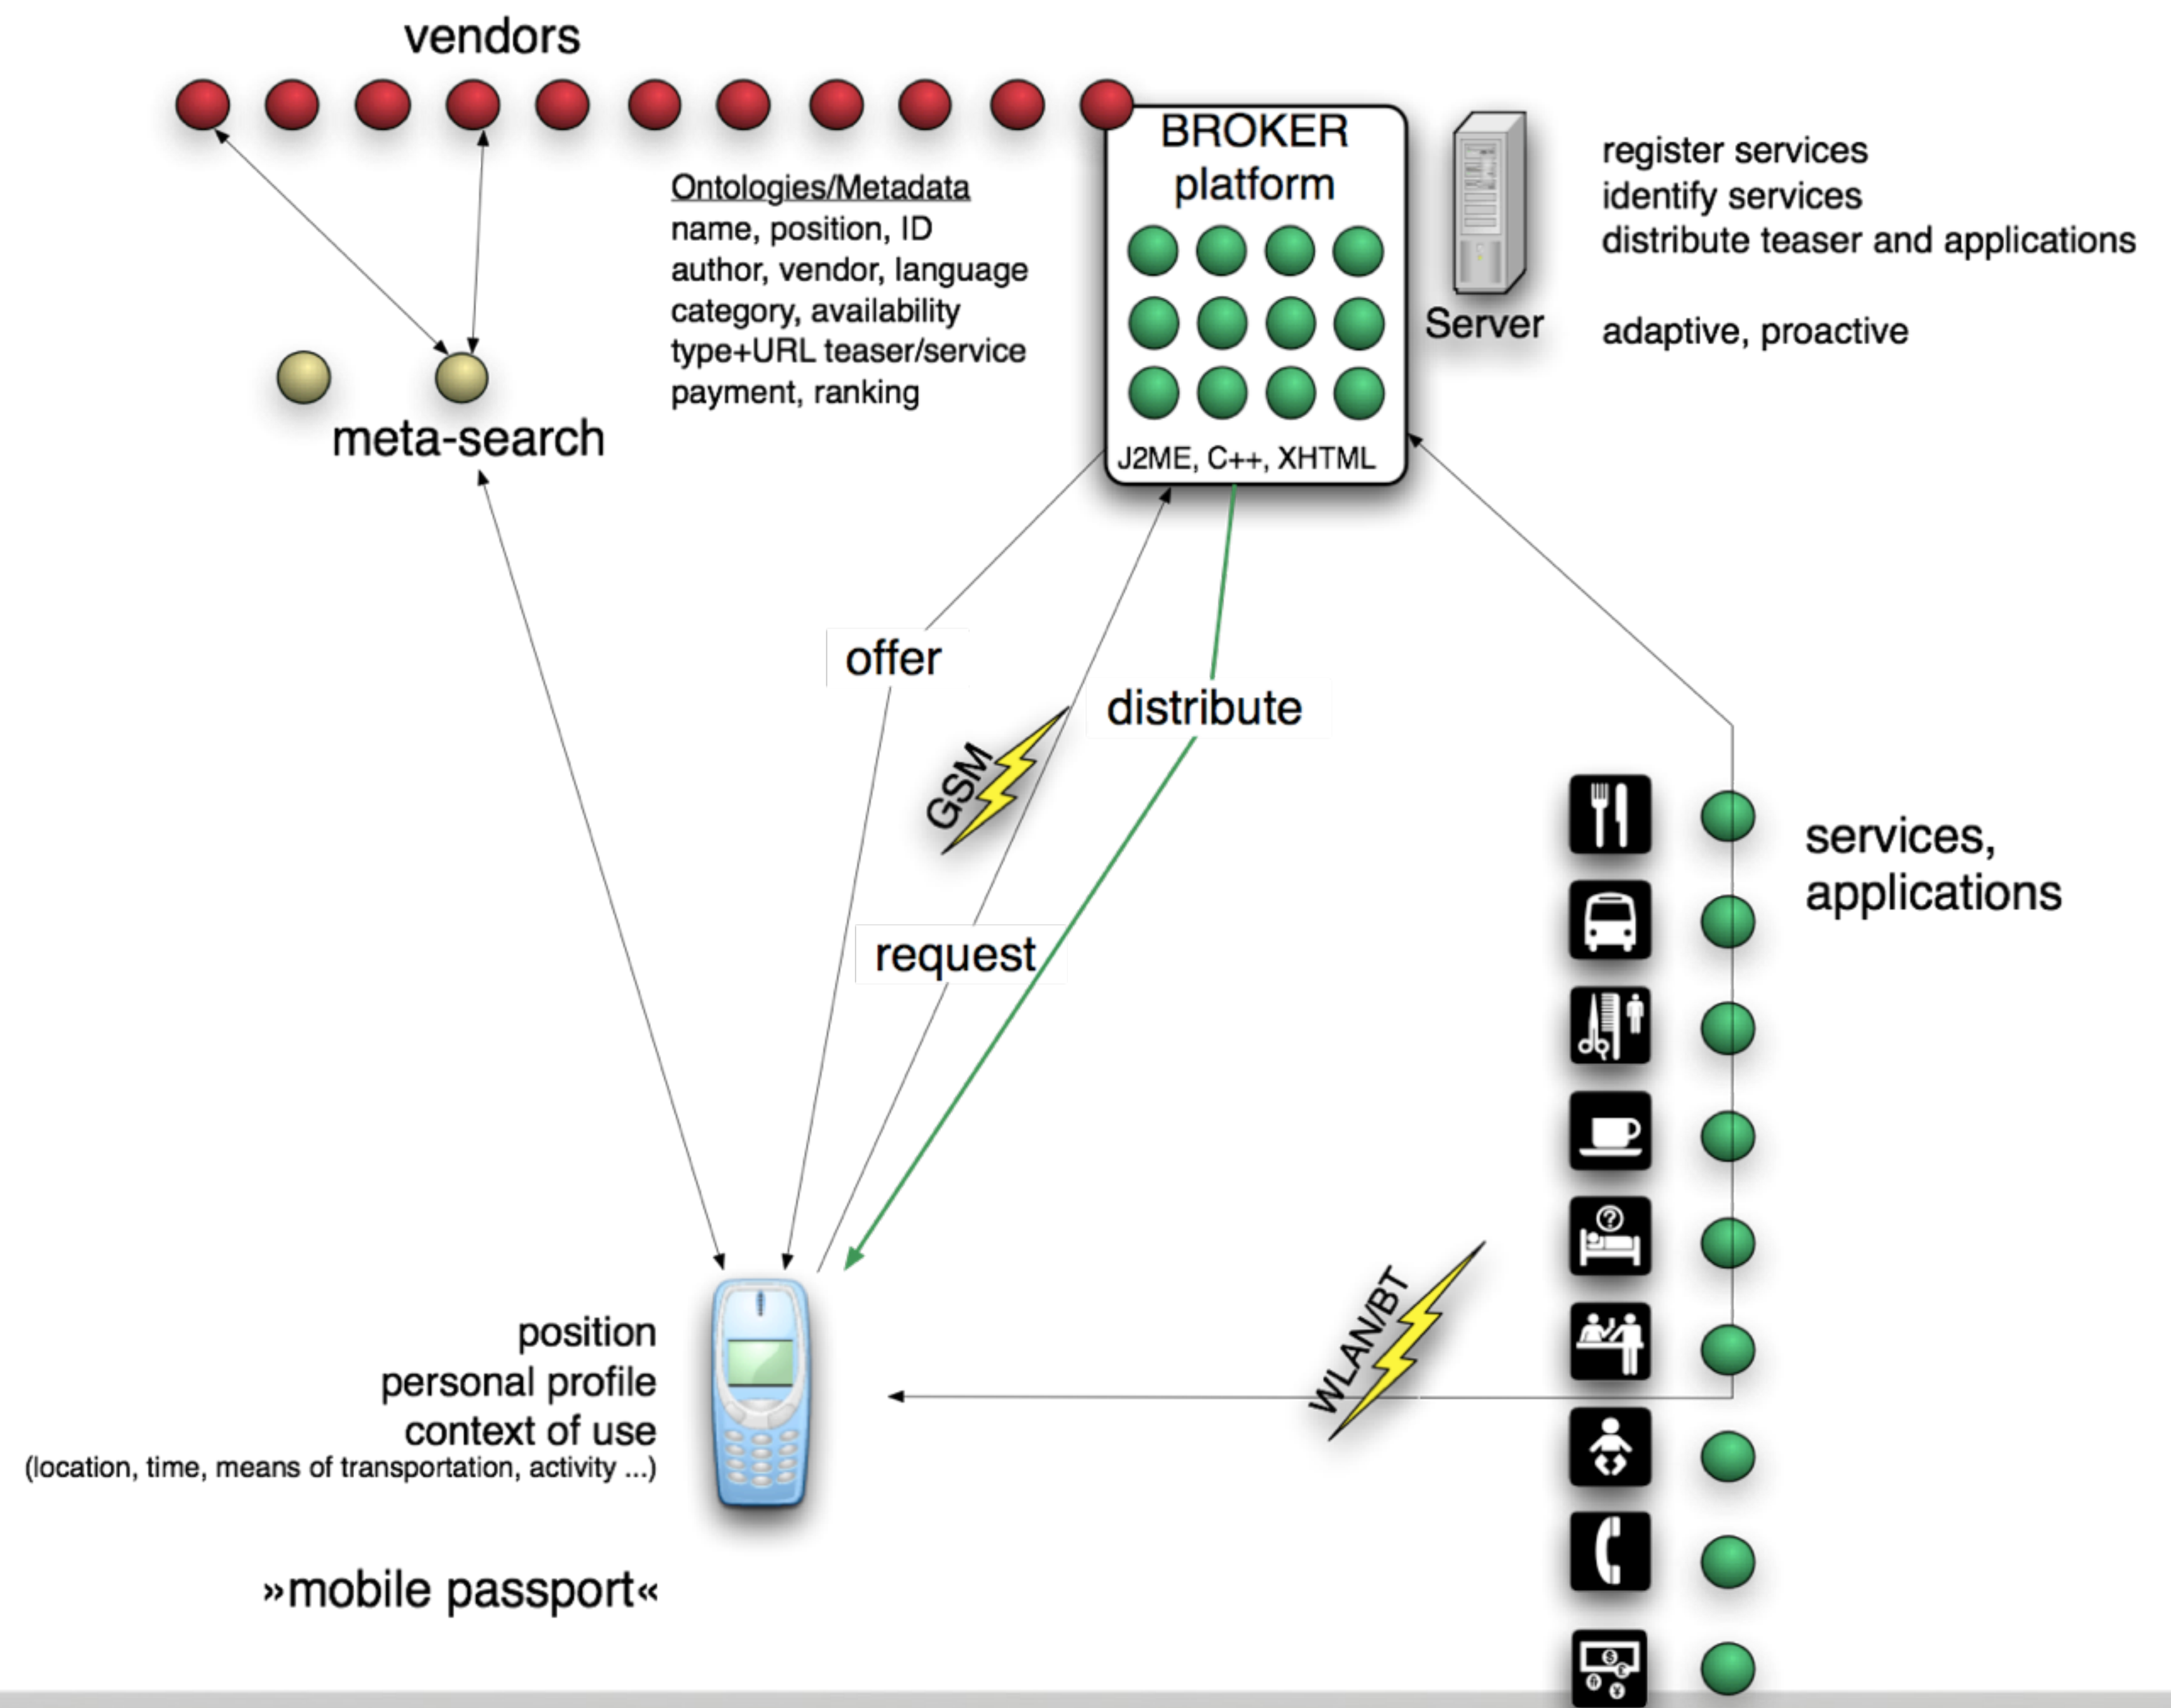 vendors
BROKER
platform
J2ME, C++, XHTML
Server
register services
identify services
distribute teaser and applications
adaptive, proactive
Ontologies/Metadata
name, position, ID
author, vendor, language
category, availability
type+URL teaser/service
payment, ranking
meta-search
offer
GSM
distribute
request
services,
applications
WLAN/BT
position
personal profile
context of use
(location, time, means of transportation, activity ...)
»mobile passport«